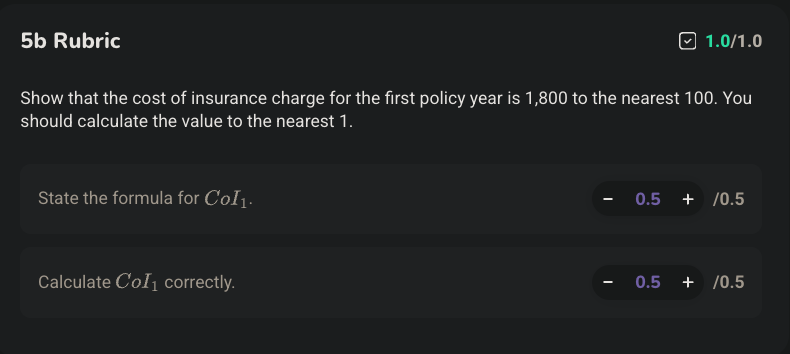 5b Rubric
1.0/1.0
Show that the cost of insurance charge for the first policy year is 1,800 to the nearest 100. You
should calculate the value to the nearest 1.
State the formula for CoI₁.
− 0.5 + /0.5
Calculate CoI₁ correctly.
− 0.5 + /0.5